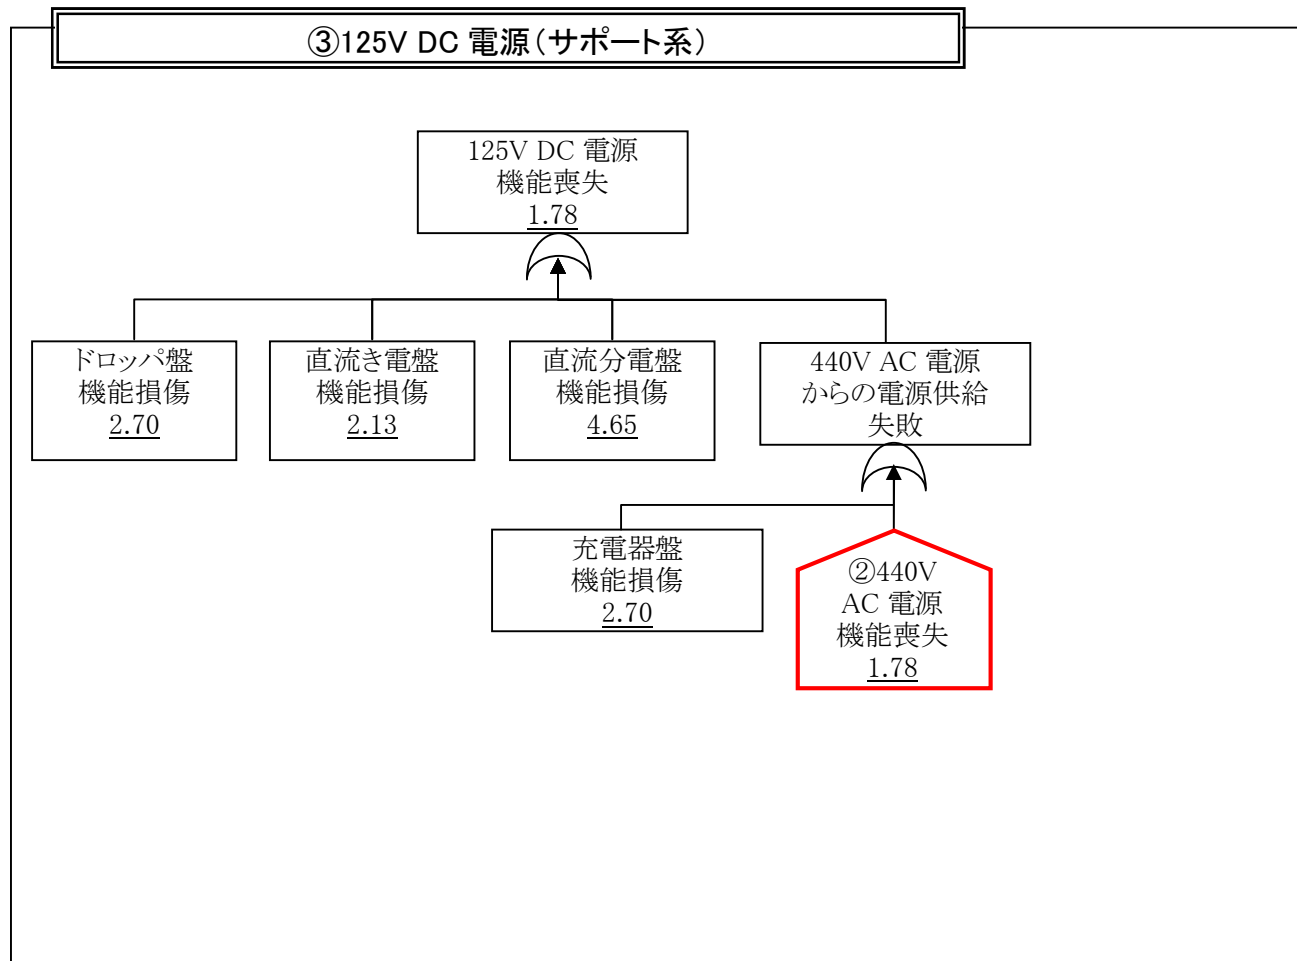 ③125V DC 電源（サポート系）
125V DC 電源
機能喪失
1.78
ドロッパ盤
機能損傷
2.70
直流き電盤
機能損傷
2.13
直流分電盤
機能損傷
4.65
440V AC 電源
からの電源供給
失敗
充電器盤
機能損傷
2.70
②440V
AC 電源
機能喪失
1.78